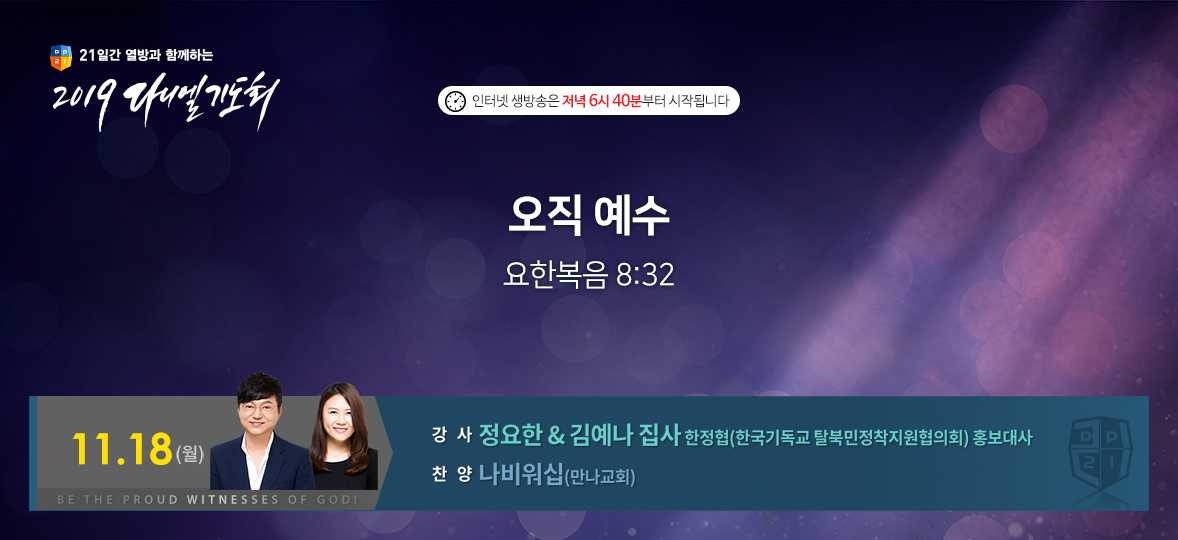 21일간 열방과 함께하는
2019 다니엘기도회
인터넷 생방송은 저녁 6시 40분부터 시작됩니다
오직 예수
요한복음 8:32
11.18(월)
BE THE PROUD WITNESSES OF GOD!
강 사 정요한 & 김예나 집사 한정협(한국기독교 탈북민정착지원협의회) 홍보대사
찬 양 나비워십(만나교회)
DP
21